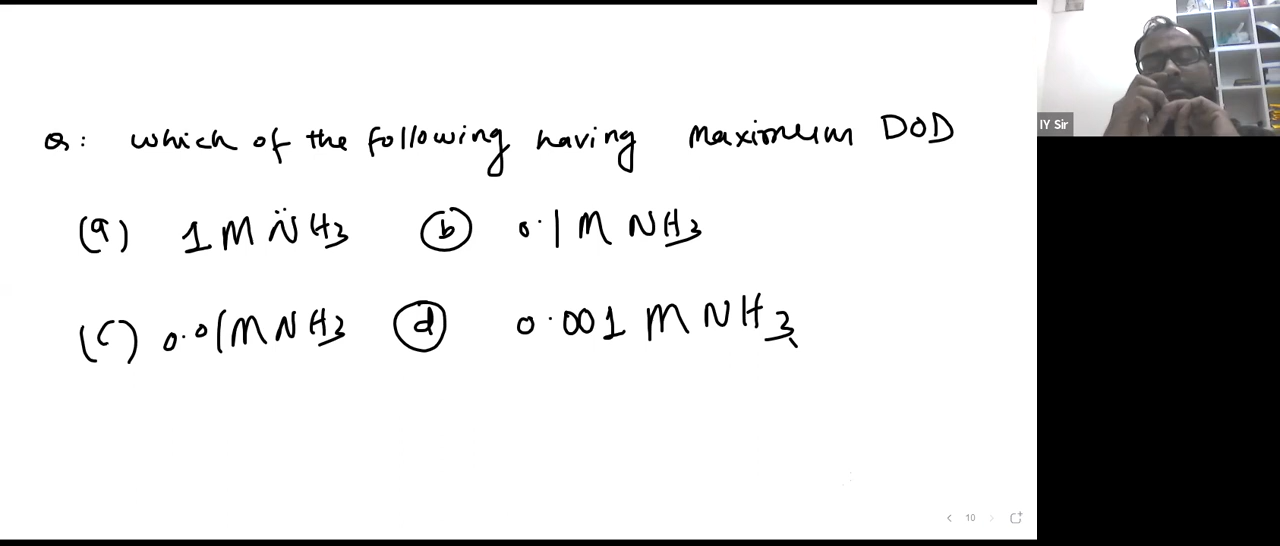 Q: which of the following having maximum DOD
(a) 1 M N̈H3 (b) 0.1 M NH3
(c) 0.01 M NH3 (d) 0.001 M NH3
IY Sir
10